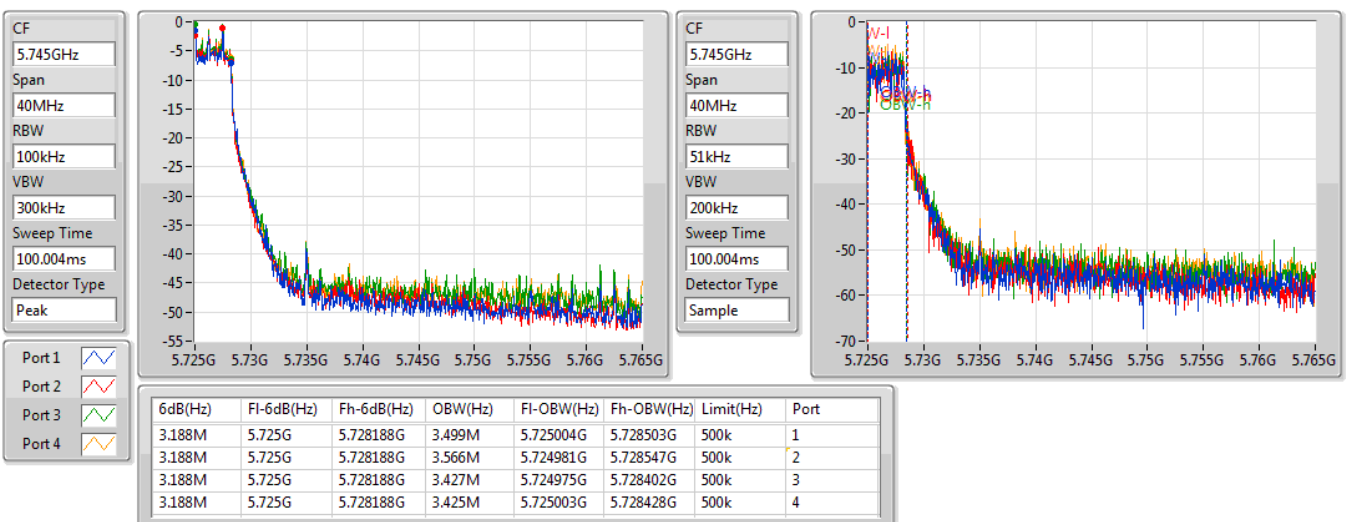 CF
5.745GHz
Span
40MHz
RBW
100kHz
VBW
300kHz
Sweep Time
100.004ms
Detector Type
Peak
0
-5
-10
-15
-20
-25
-30
-35
-40
-45
-50
-55
5.725G 5.73G 5.735G 5.74G 5.745G 5.75G 5.755G 5.76G 5.765G
CF
5.745GHz
Span
40MHz
RBW
51kHz
VBW
200kHz
Sweep Time
100.004ms
Detector Type
Sample
0
-10
-20
-30
-40
-50
-60
-70
W-l
OBW-h
OBW-h
5.725G 5.73G 5.735G 5.74G 5.745G 5.75G 5.755G 5.76G 5.765G
Port 1
Port 2
Port 3
Port 4
6dB(Hz) Fl-6dB(Hz) Fh-6dB(Hz) OBW(Hz) Fl-OBW(Hz) Fh-OBW(Hz) Limit(Hz) Port
3.188M 5.725G 5.728188G 3.499M 5.725004G 5.728503G 500k 1
3.188M 5.725G 5.728188G 3.566M 5.724981G 5.728547G 500k 2
3.188M 5.725G 5.728188G 3.427M 5.724975G 5.728402G 500k 3
3.188M 5.725G 5.728188G 3.425M 5.725003G 5.728428G 500k 4